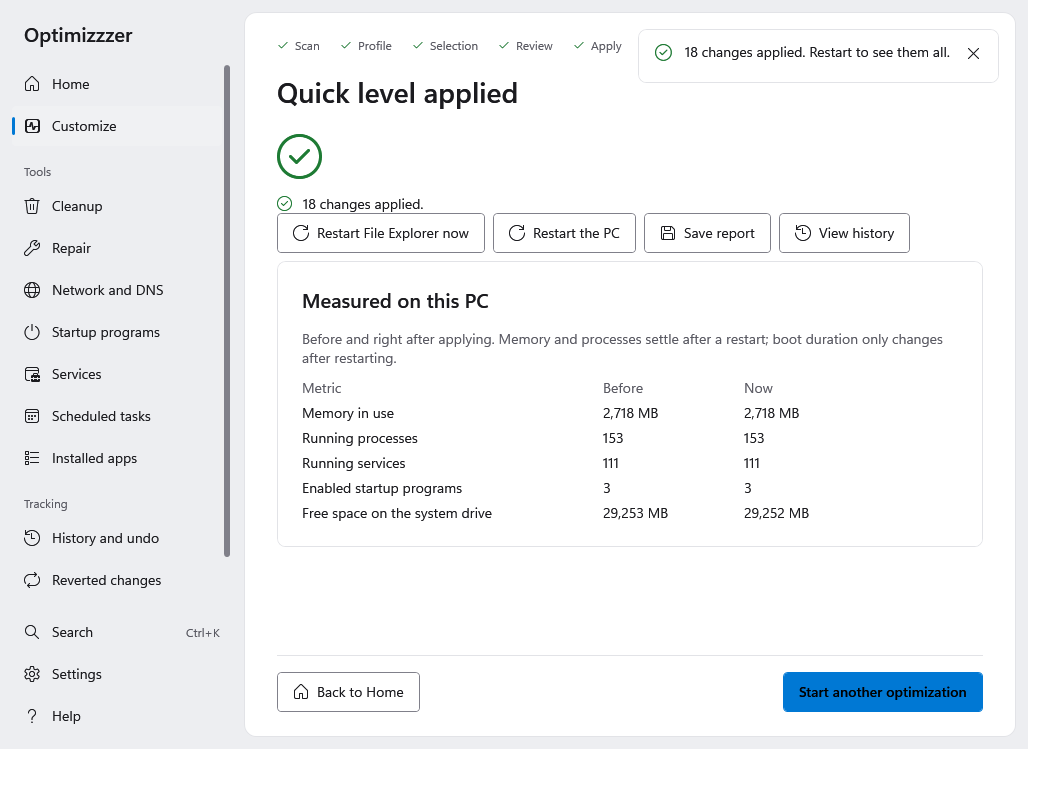 Optimizzzer
Home
Customize
Tools
Cleanup
Repair
Network and DNS
Startup programs
Services
Scheduled tasks
Installed apps
Tracking
History and undo
Reverted changes
Search Ctrl+K
Settings
Help
Scan Profile Selection Review Apply
18 changes applied. Restart to see them all.
Quick level applied
18 changes applied.
Restart File Explorer now Restart the PC Save report View history
Measured on this PC
Before and right after applying. Memory and processes settle after a restart; boot duration only changes
after restarting.
Metric Before Now
Memory in use 2,718 MB 2,718 MB
Running processes 153 153
Running services 111 111
Enabled startup programs 3 3
Free space on the system drive 29,253 MB 29,252 MB
Back to Home Start another optimization